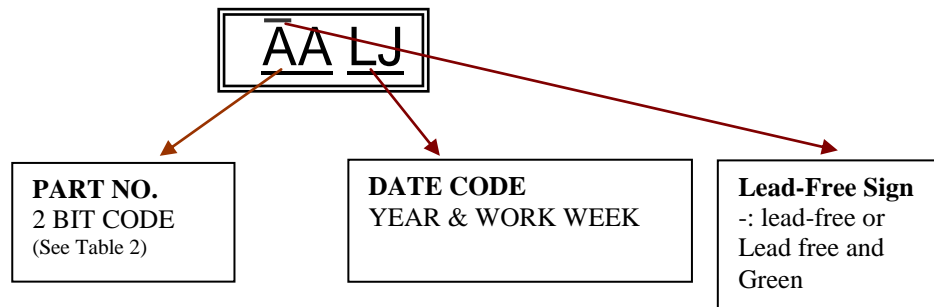 A̅A LJ
PART NO.
2 BIT CODE
(See Table 2)
DATE CODE
YEAR & WORK WEEK
Lead-Free Sign
-: lead-free or
Lead free and
Green